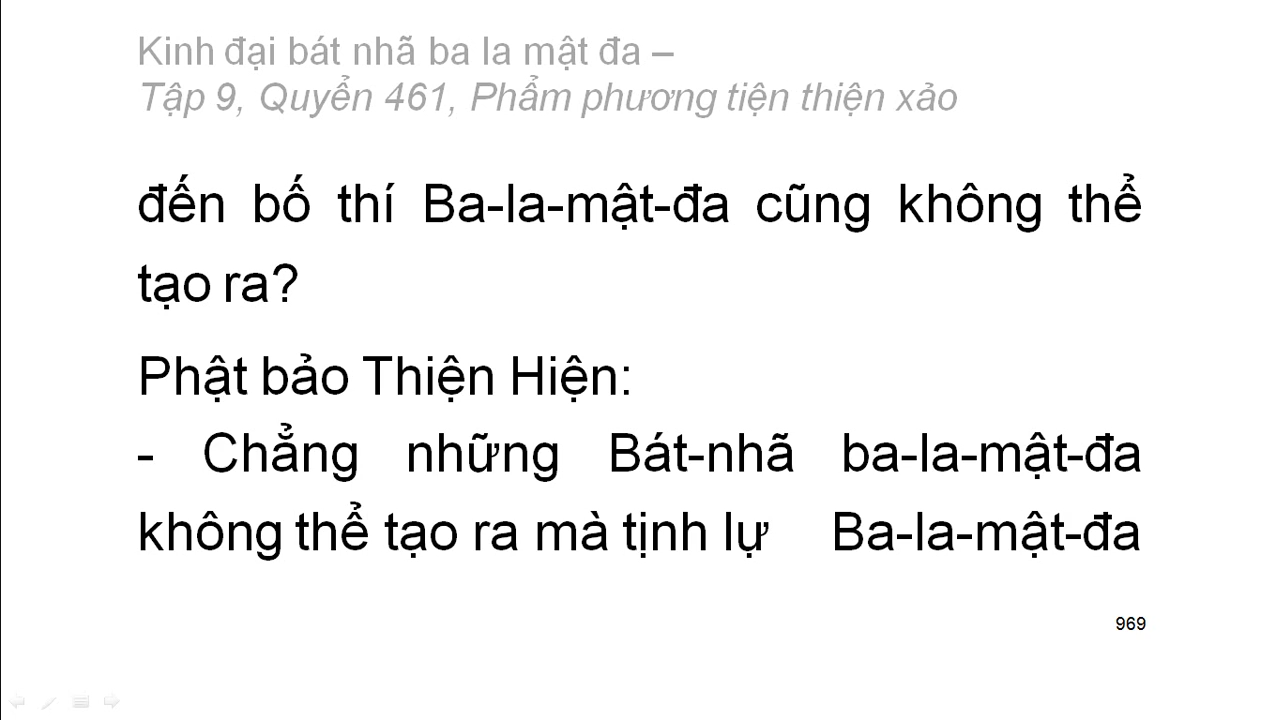 Kinh đại bát nhã ba la mật đa –
Tập 9, Quyển 461, Phẩm phương tiện thiện xảo
đến bố thí Ba-la-mật-đa cũng không thể
tạo ra?
Phật bảo Thiện Hiện:
- Chẳng những Bát-nhã ba-la-mật-đa
không thể tạo ra mà tịnh lự Ba-la-mật-đa
969